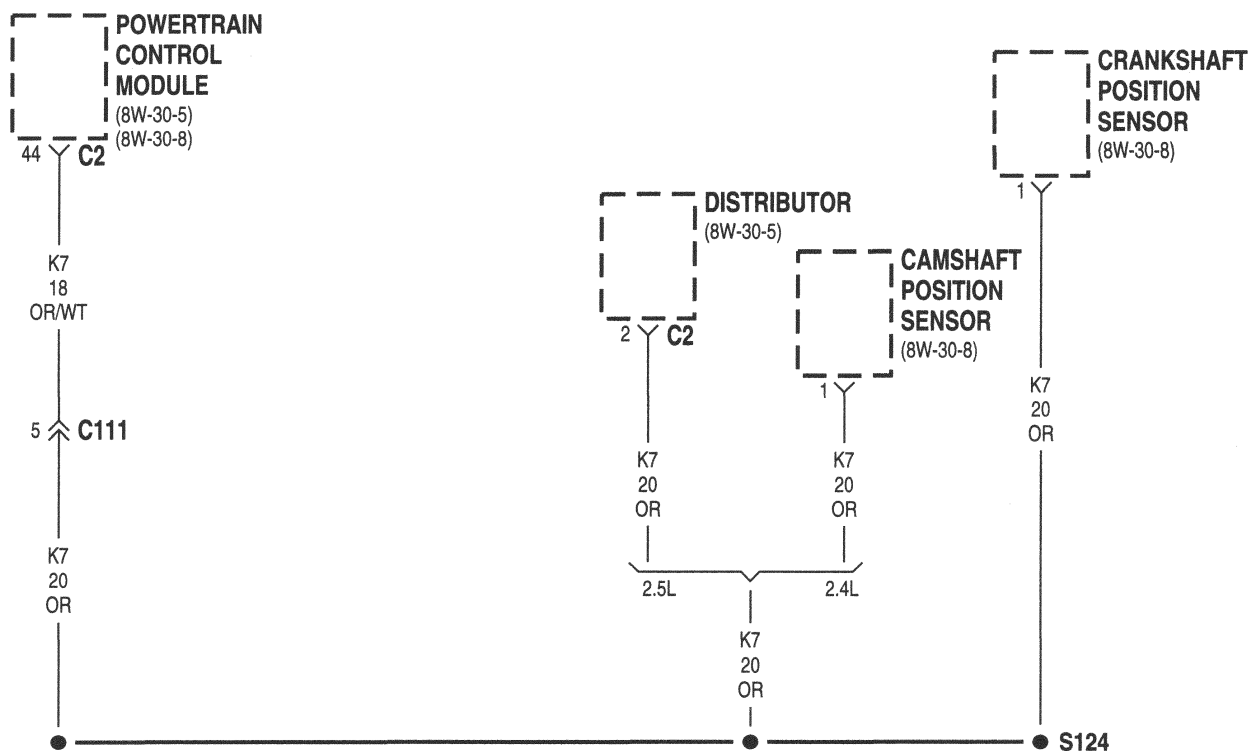 POWERTRAIN
CONTROL
MODULE
(8W-30-5)
(8W-30-8)
44
C2
K7
18
OR/WT
5
C111
K7
20
OR
DISTRIBUTOR
(8W-30-5)
2
C2
K7
20
OR
2.5L
CAMSHAFT
POSITION
SENSOR
(8W-30-8)
1
K7
20
OR
2.4L
K7
20
OR
CRANKSHAFT
POSITION
SENSOR
(8W-30-8)
1
K7
20
OR
S124